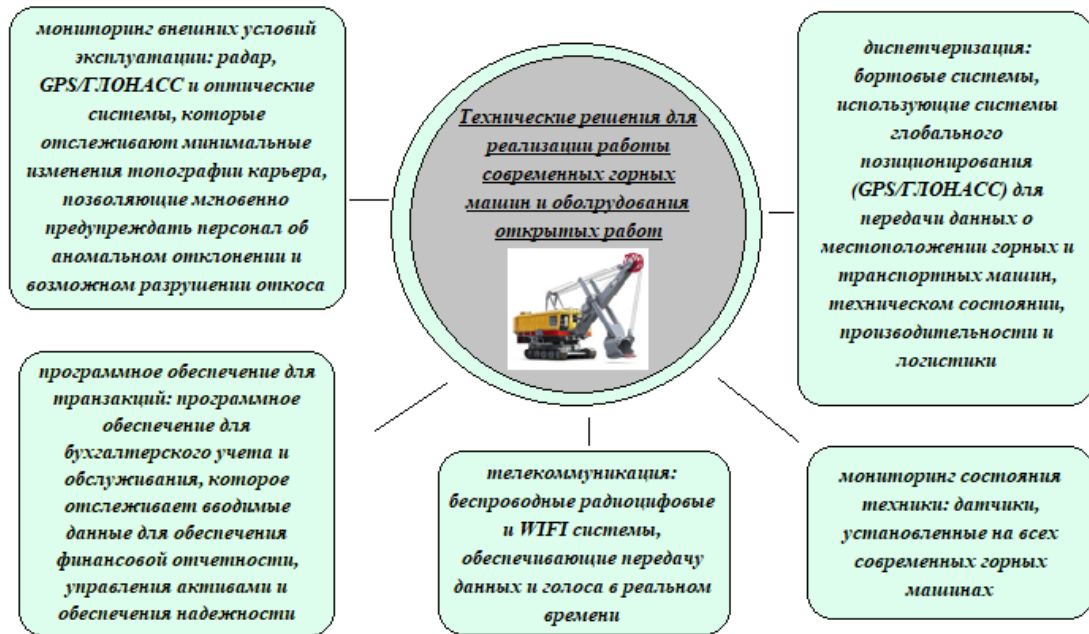 мониторинг внешних условий
эксплуатации: радар,
GPS/ГЛОНАСС и оптические
системы, которые
отслеживают минимальные
изменения топографии карьера,
позволяющие мгновенно
предупреждать персонал об
аномальном отклонении и
возможном разрушении откоса
Технические решения для
реализации работы
современных горных
машин и оболрудования
открытых работ
диспетчеризация:
бортовые системы,
использующие системы
глобального
позиционирования
(GPS/ГЛОНАСС) для
передачи данных о
местоположении горных и
транспортных машин,
техническом состоянии,
производительности и
логистики
программное обеспечение для
транзакций: программное
обеспечение для
бухгалтерского учета и
обслуживания, которое
отслеживает вводимые
данные для обеспечения
финансовой отчетности,
управления активами и
обеспечения надежности
телекоммуникация:
беспроводные радиоцифовые
и WIFI системы,
обеспечивающие передачу
данных и голоса в реальном
времени
мониторинг состояния
техники: датчики,
установленные на всех
современных горных
машинах